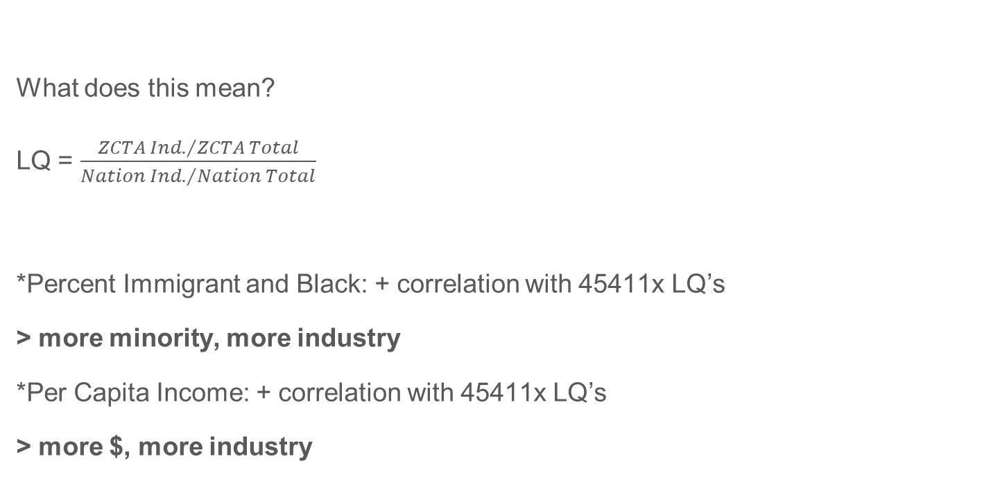 What does this mean?
LQ = ZCTA Ind./ZCTA Total
Nation Ind./Nation Total
*Percent Immigrant and Black: + correlation with 45411x LQ’s
> more minority, more industry
*Per Capita Income: + correlation with 45411x LQ’s
> more $, more industry